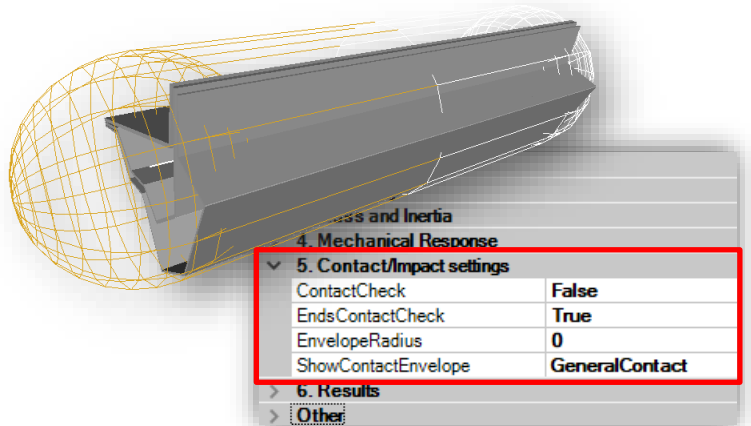 and Inertia
4. Mechanical Response
5. Contact/Impact settings
ContactCheck False
EndsContactCheck True
EnvelopeRadius 0
ShowContactEnvelope GeneralContact
6. Results
Other